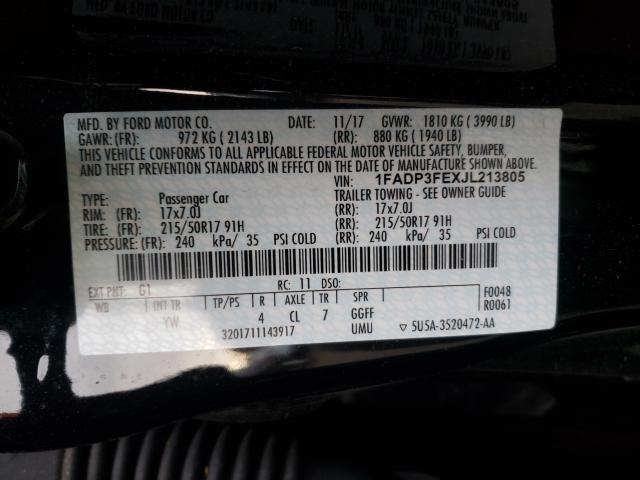 MFD. BY FORD MOTOR CO. DATE: 11/17 GVWR: 1810 KG ( 3990 LB)
GAWR: (FR): 972 KG ( 2143 LB) (RR): 880 KG ( 1940 LB)
THIS VEHICLE CONFORMS TO ALL APPLICABLE FEDERAL MOTOR VEHICLE SAFETY, BUMPER,
AND THEFT PREVENTION STANDARDS IN EFFECT ON THE DATE OF MANUFACTURE SHOWN ABOVE.
VIN: 1FADP3FEXJL213805
TYPE: Passenger Car TRAILER TOWING - SEE OWNER GUIDE
RIM: (FR) 17x7.0J (RR): 17x7.0J
TIRE: (FR): 215/50R17 91H (RR): 215/50R17 91H
PRESSURE: (FR): 240 kPa/ 35 PSI COLD (RR): 240 kPa/ 35 PSI COLD
EXT PNT: G1 RC: 11 DSO: F0048
WB INT TR TP/PS R AXLE TR SPR R0061
YW 4 CL 7 GGFF
3201711143917 UMU ▽ 5U5A-3520472-AA